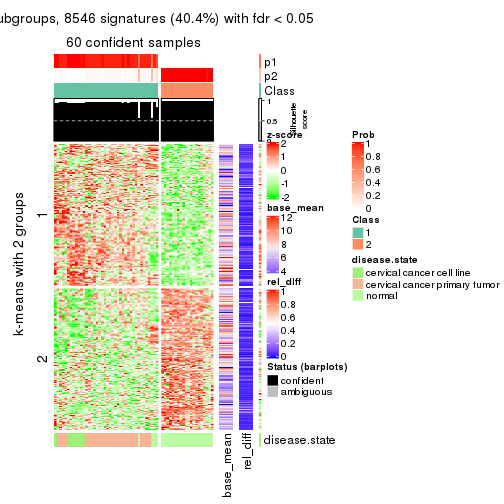 ubgroups, 8546 signatures (40.4%) with fdr < 0.05
60 confident samples
p1
p2
Class
1
0.5
0
Silhouette
score
k-means with 2 groups
1
2
base_mean
rel_diff
disease.state
z-score
2
1
0
-1
-2
base_mean
12
10
8
6
4
rel_diff
1
0.8
0.6
0.4
0.2
0
Status (barplots)
confident
ambiguous
Prob
1
0.8
0.6
0.4
0.2
0
Class
1
2
disease.state
cervical cancer cell line
cervical cancer primary tumor
normal